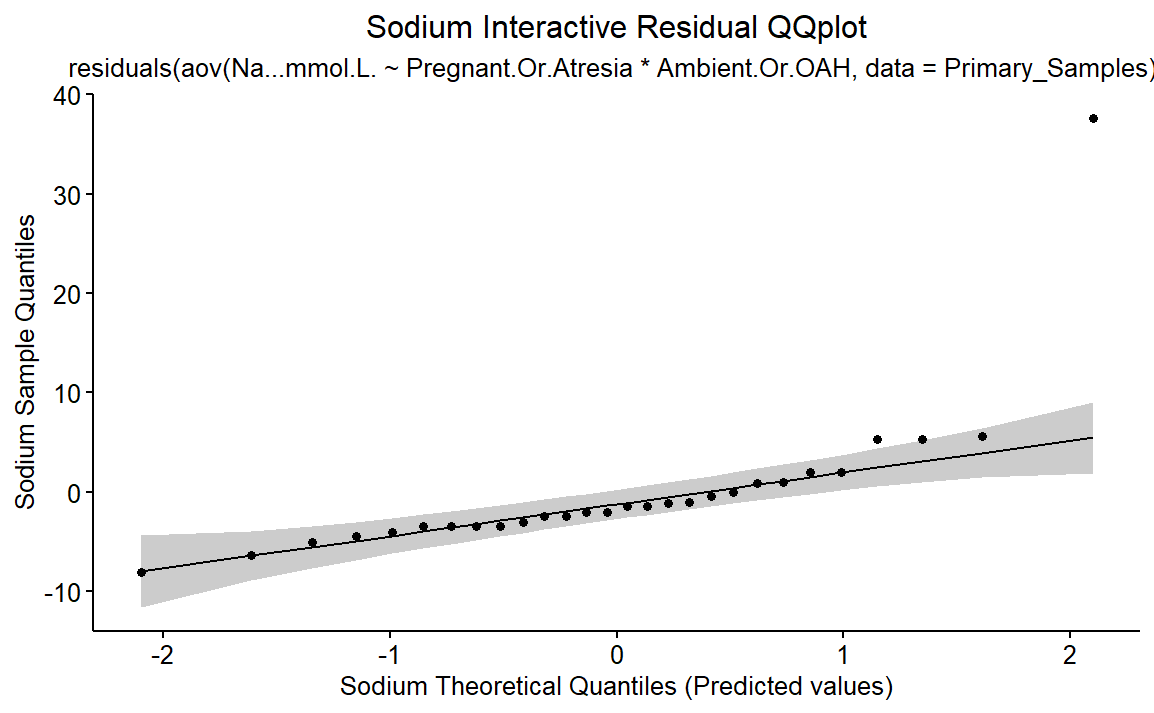 Sodium Interactive Residual QQplot
residuals(aov(Na...mmol.L. ~ Pregnant.Or.Atresia * Ambient.Or.OAH, data = Primary_Samples)
Sodium Sample Quantiles
40
30
20
10
0
-10
-2
-1
0
1
2
Sodium Theoretical Quantiles (Predicted values)